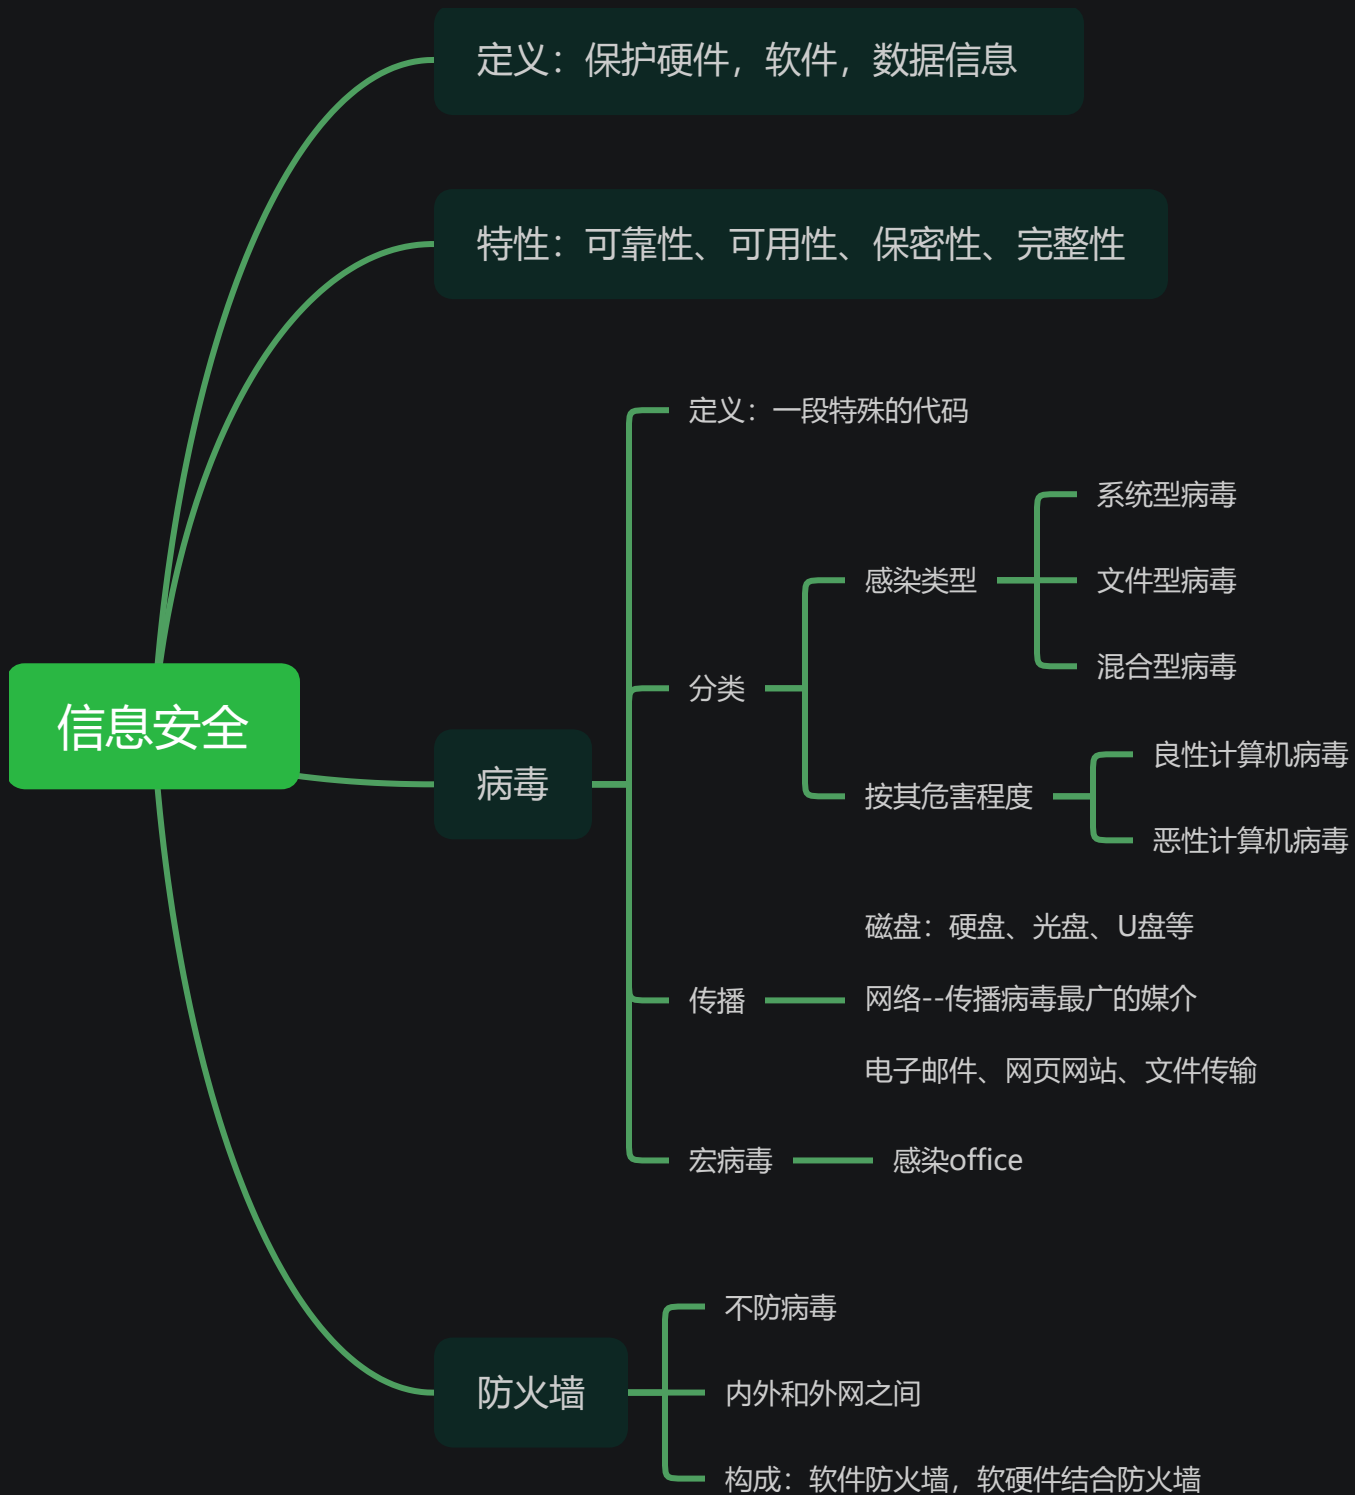 定义：保护硬件，软件，数据信息
特性：可靠性、可用性、保密性、完整性
信息安全
病毒
定义：一段特殊的代码
分类
感染类型
系统型病毒
文件型病毒
混合型病毒
按其危害程度
良性计算机病毒
恶性计算机病毒
传播
磁盘：硬盘、光盘、U盘等
网络--传播病毒最广的媒介
电子邮件、网页网站、文件传输
宏病毒
感染office
防火墙
不防病毒
内外和外网之间
构成：软件防火墙，软硬件结合防火墙